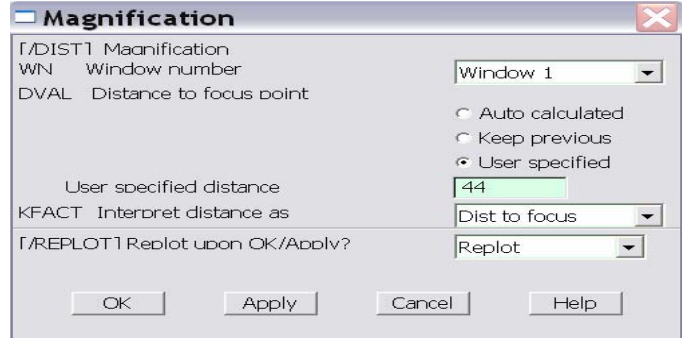 Magnification
[/DIST] Magnification
WN Window number Window 1
DVAL Distance to focus point
Auto calculated
Keep previous
User specified
User specified distance 44
KFACT Interpret distance as Dist to focus
[/REPLOT] Replot upon OK/Apply? Replot
OK Apply Cancel Help